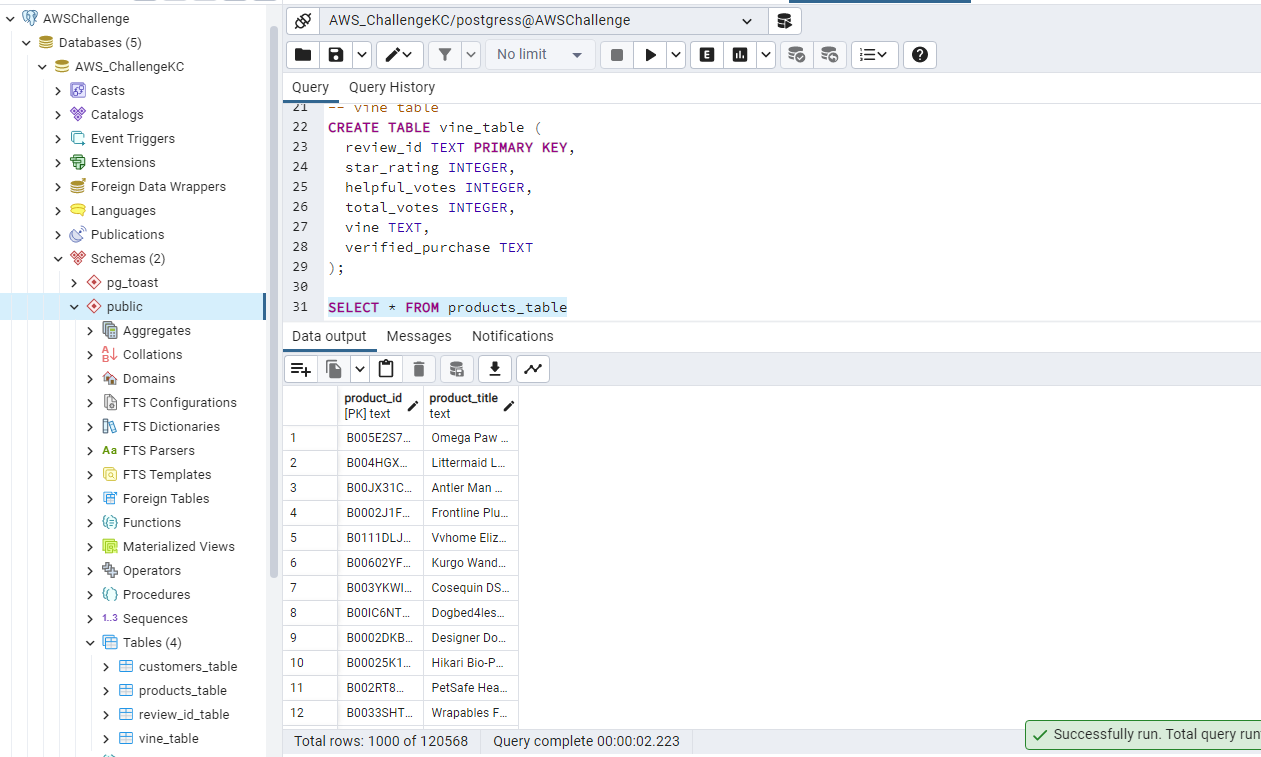 AWSChallenge
Databases (5)
AWS_ChallengeKC
Casts
Catalogs
Event Triggers
Extensions
Foreign Data Wrappers
Languages
Publications
Schemas (2)
pg_toast
public
Aggregates
Collations
Domains
FTS Configurations
FTS Dictionaries
Aa FTS Parsers
FTS Templates
Foreign Tables
Functions
Materialized Views
Operators
Procedures
1..3 Sequences
Tables (4)
customers_table
products_table
review_id_table
vine_table
AWS_ChallengeKC/postgress@AWSChallenge
No limit
E
Query Query History
21 -- vine table
22 CREATE TABLE vine_table (
23 review_id TEXT PRIMARY KEY,
24 star_rating INTEGER,
25 helpful_votes INTEGER,
26 total_votes INTEGER,
27 vine TEXT,
28 verified_purchase TEXT
29 );
30
31 SELECT * FROM products_table
Data output Messages Notifications
product_id product_title
[PK] text text
1 B005E2S7... Omega Paw ...
2 B004HGX... Littermaid L...
3 B00JX31C... Antler Man ...
4 B0002J1F... Frontline Plu...
5 B0111DLJ... Vvhome Eliz...
6 B00602YF... Kurgo Wand...
7 B003YKWI... Cosequin DS...
8 B00IC6NT... Dogbed4les...
9 B0002DKB... Designer Do...
10 B00025K1... Hikari Bio-P...
11 B002RT8... PetSafe Hea...
12 B0033SHT... Wrapables F...
Total rows: 1000 of 120568 Query complete 00:00:02.223
Successfully run. Total query run